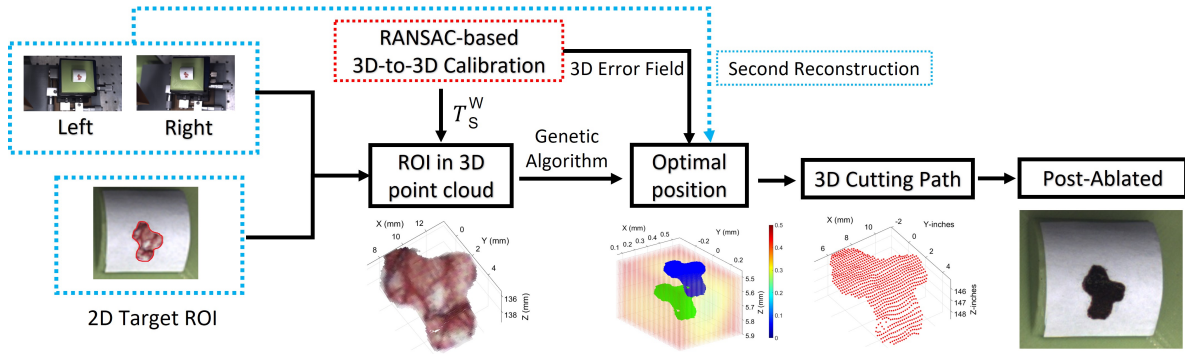 RANSAC-based
3D-to-3D Calibration
3D Error Field
Second Reconstruction
Left
Right
T_S^W
ROI in 3D
point cloud
Genetic
Algorithm
Optimal
position
3D Cutting Path
Post-Ablated
2D Target ROI
X (mm)
12
10
8
6
0
2
4
Y (mm)
136
138
Z (mm)
X (mm)
0.1
0.2
0.3
0.4
0.5
Y (mm)
-0.2
0
0.2
5.5
5.6
5.7
5.8
5.9
Z (mm)
0.5
0.4
0.3
0.2
0.1
0
X (mm)
6
8
10
12
Y-inches
-2
0
2
4
146
147
148
Z-inches